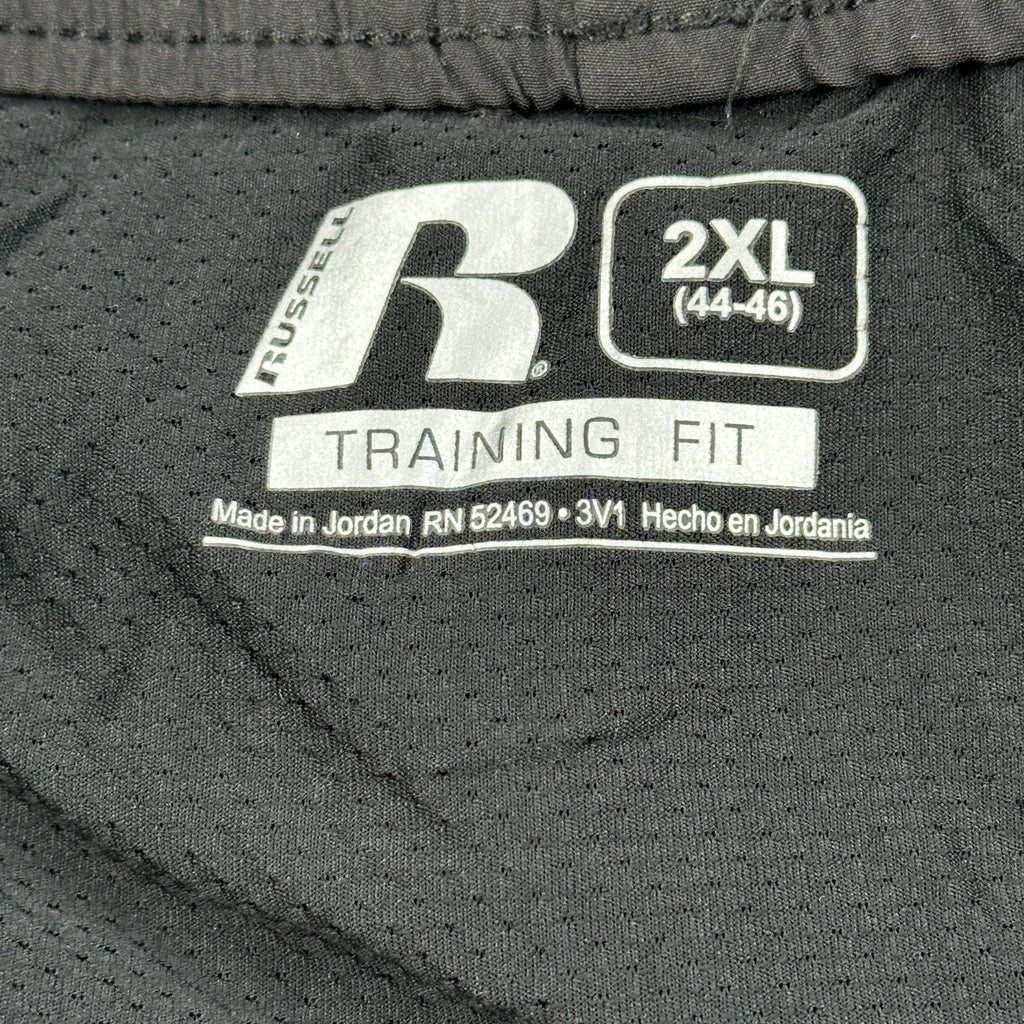 RUSSELL
R®
2XL
(44-46)
TRAINING FIT
Made in Jordan RN 52469 • 3V1 Hecho en Jordania